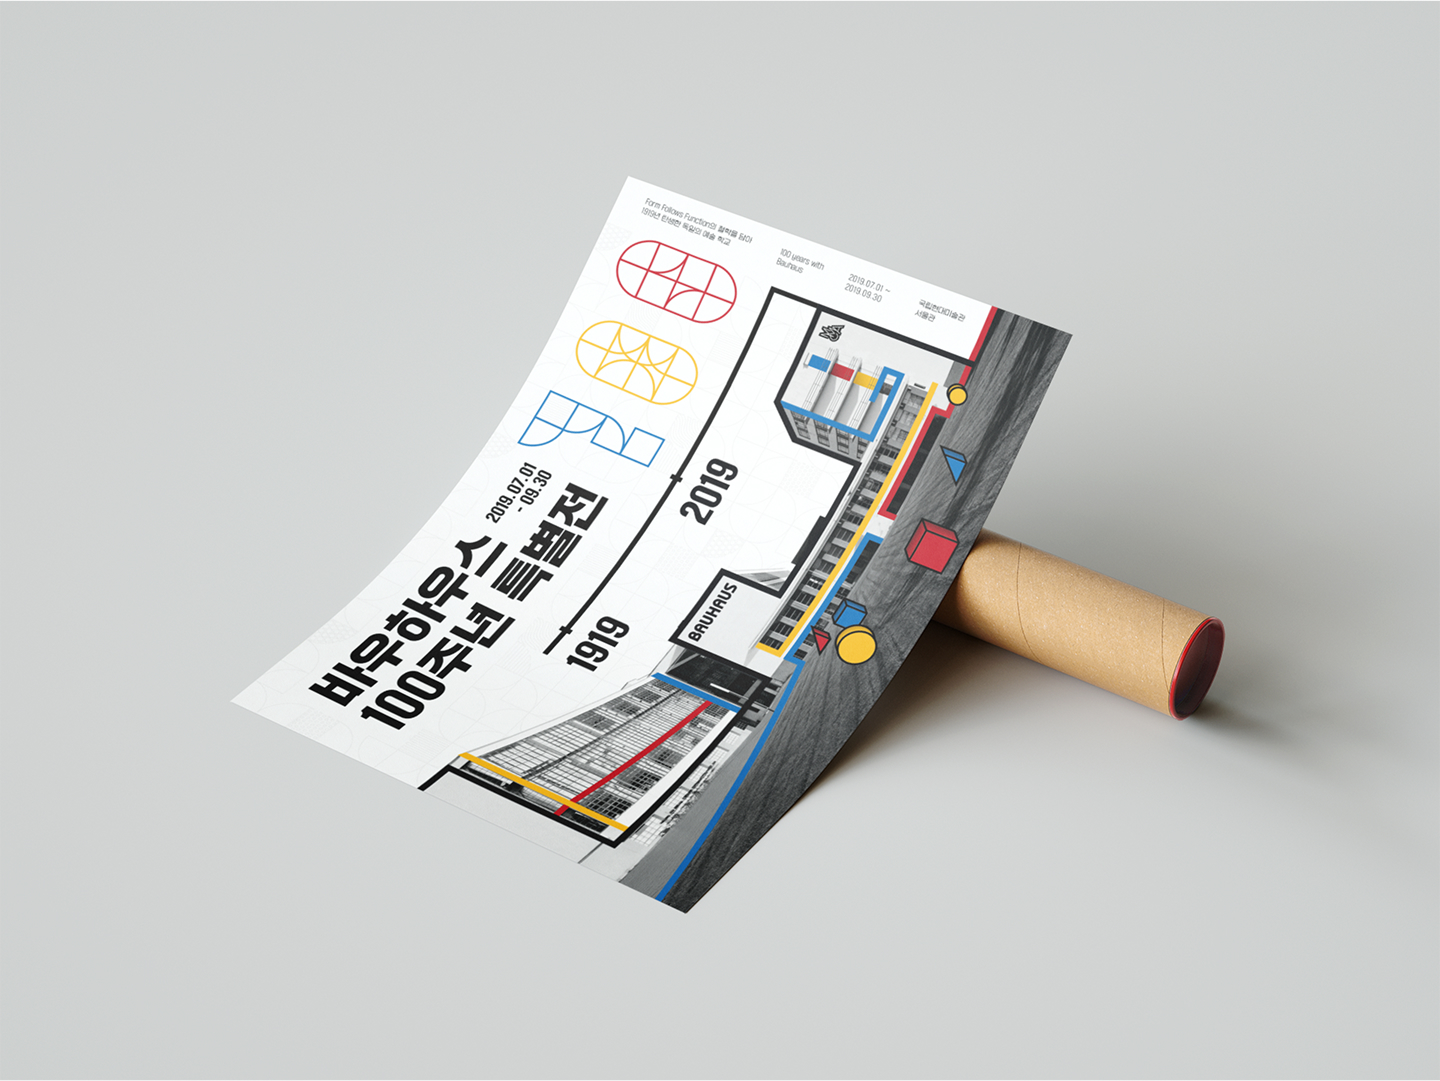 Form Follows Function의 철학을 담아
1919년 탄생한 독일의 예술 학교
100 years with
Bauhaus
2019.07.01 ~
2019.09.30
국립현대미술관
서울관
바우하우스
100주년 특별전
2019.07.01
- 09.30
1919
2019
BAUHAUS